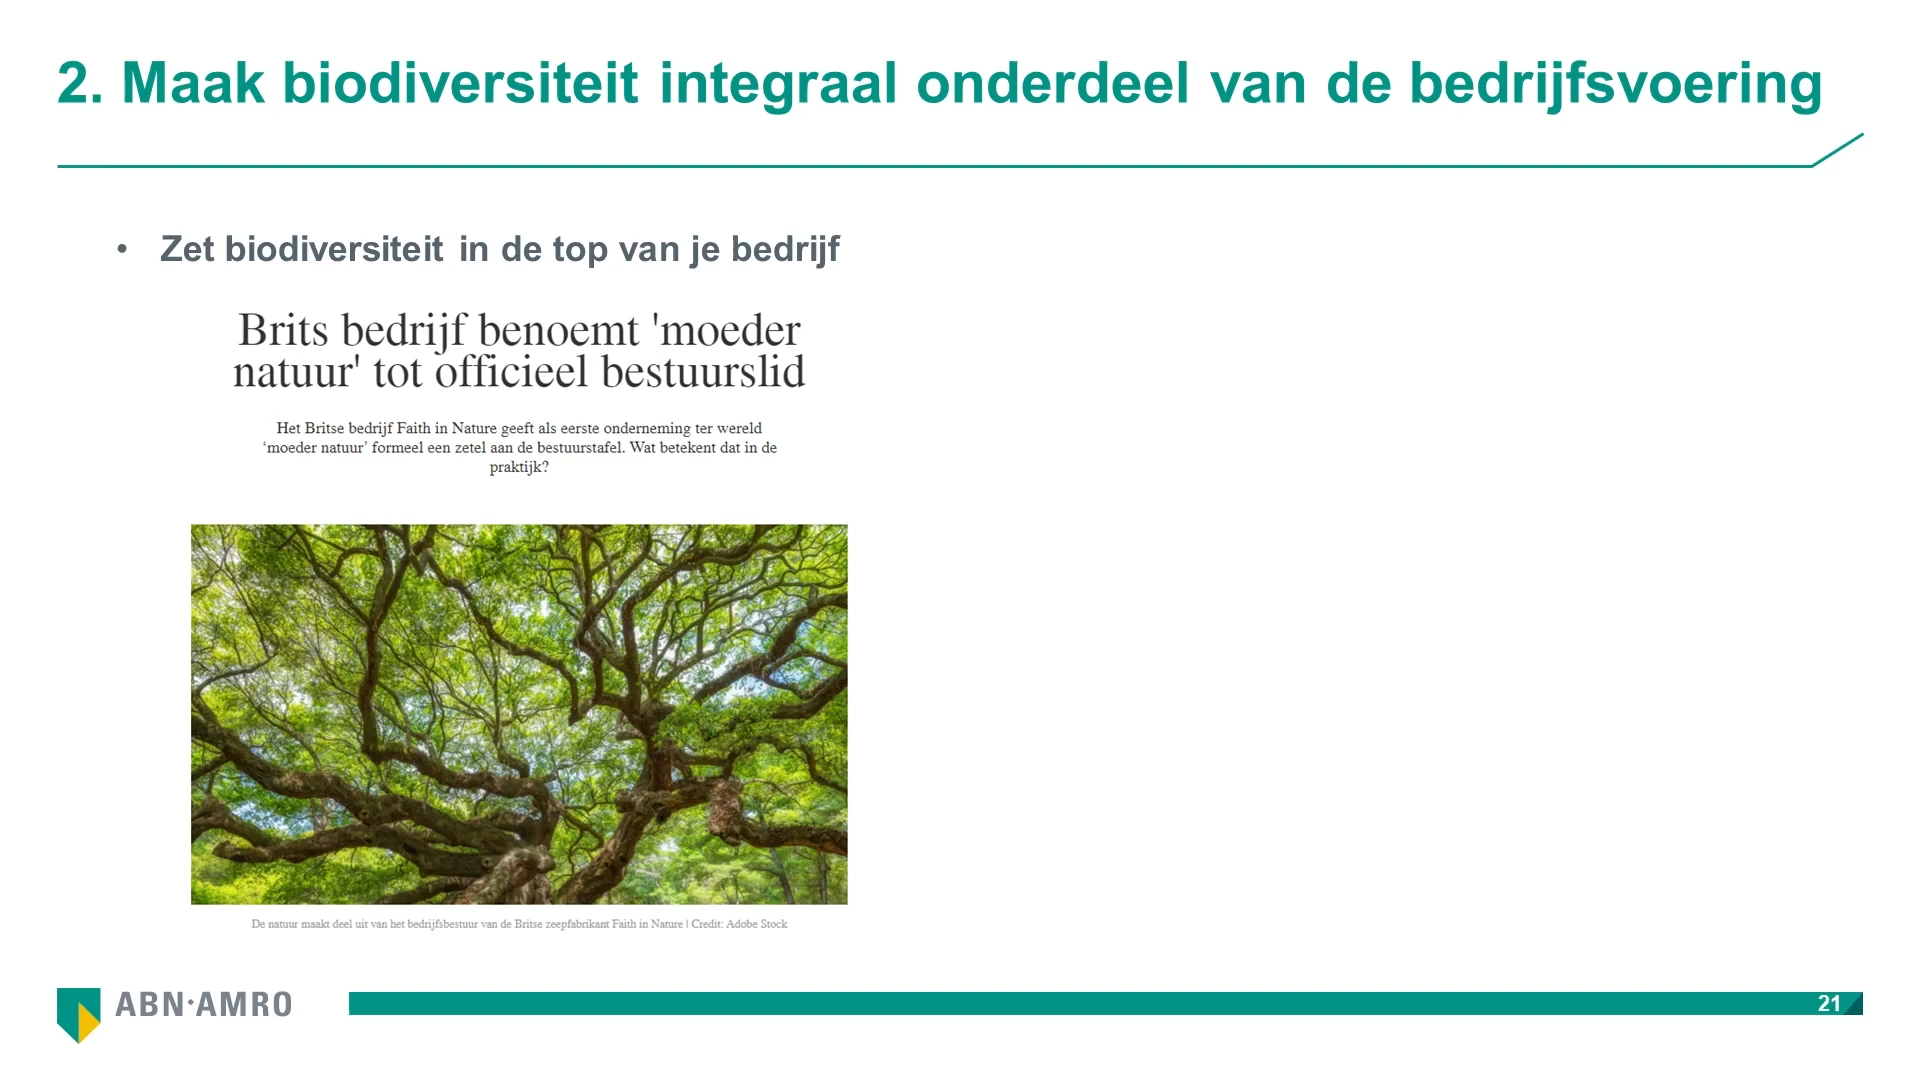 2. Maak biodiversiteit integraal onderdeel van de bedrijfsvoering
• Zet biodiversiteit in de top van je bedrijf
Brits bedrijf benoemt 'moeder
natuur' tot officieel bestuurslid
Het Britse bedrijf Faith in Nature geeft als eerste onderneming ter wereld
‘moeder natuur’ formeel een zetel aan de bestuurstafel. Wat betekent dat in de
praktijk?
De natuur maakt deel uit van het bedrijfsbestuur van de Britse zeepfabrikant Faith in Nature | Credit: Adobe Stock
ABN·AMRO
21